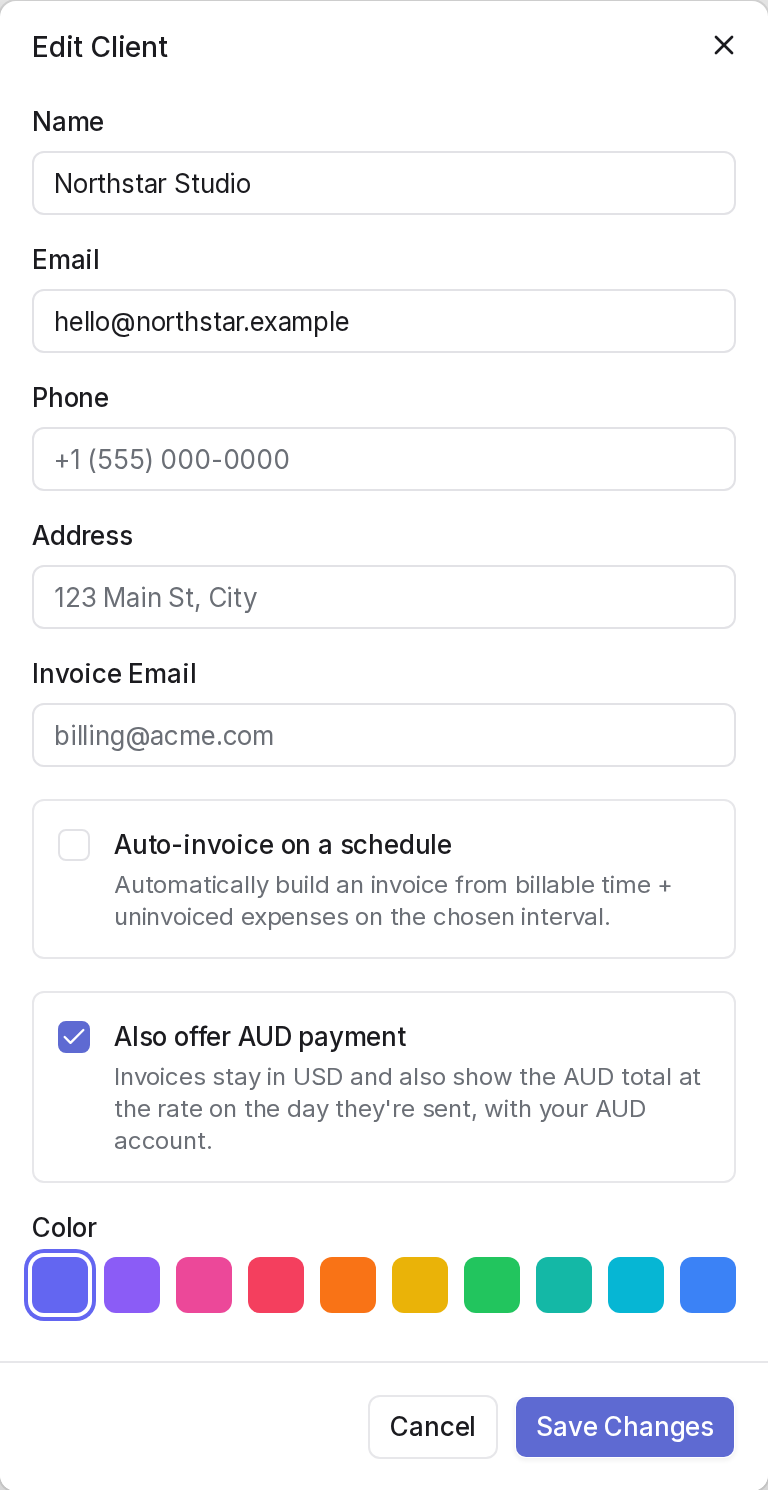 Edit Client
Name
Northstar Studio
Email
hello@northstar.example
Phone
+1 (555) 000-0000
Address
123 Main St, City
Invoice Email
billing@acme.com
Auto-invoice on a schedule
Automatically build an invoice from billable time +
uninvoiced expenses on the chosen interval.
Also offer AUD payment
Invoices stay in USD and also show the AUD total at
the rate on the day they're sent, with your AUD
account.
Color
Cancel
Save Changes